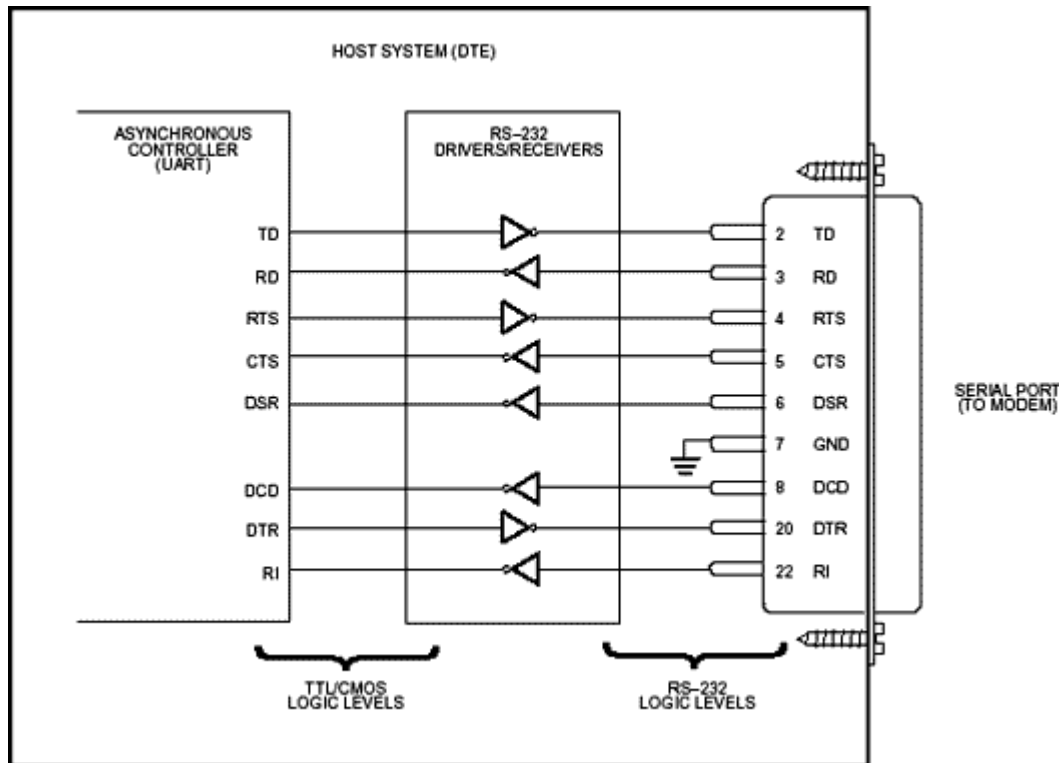 HOST SYSTEM (DTE)
ASYNCHRONOUS
CONTROLLER
(UART)
RS–232
DRIVERS/RECEIVERS
TD
2 TD
RD
3 RD
RTS
4 RTS
CTS
5 CTS
DSR
6 DSR
7 GND
DCD
8 DCD
DTR
20 DTR
RI
22 RI
SERIAL PORT
(TO MODEM)
TTL/CMOS
LOGIC LEVELS
RS–232
LOGIC LEVELS